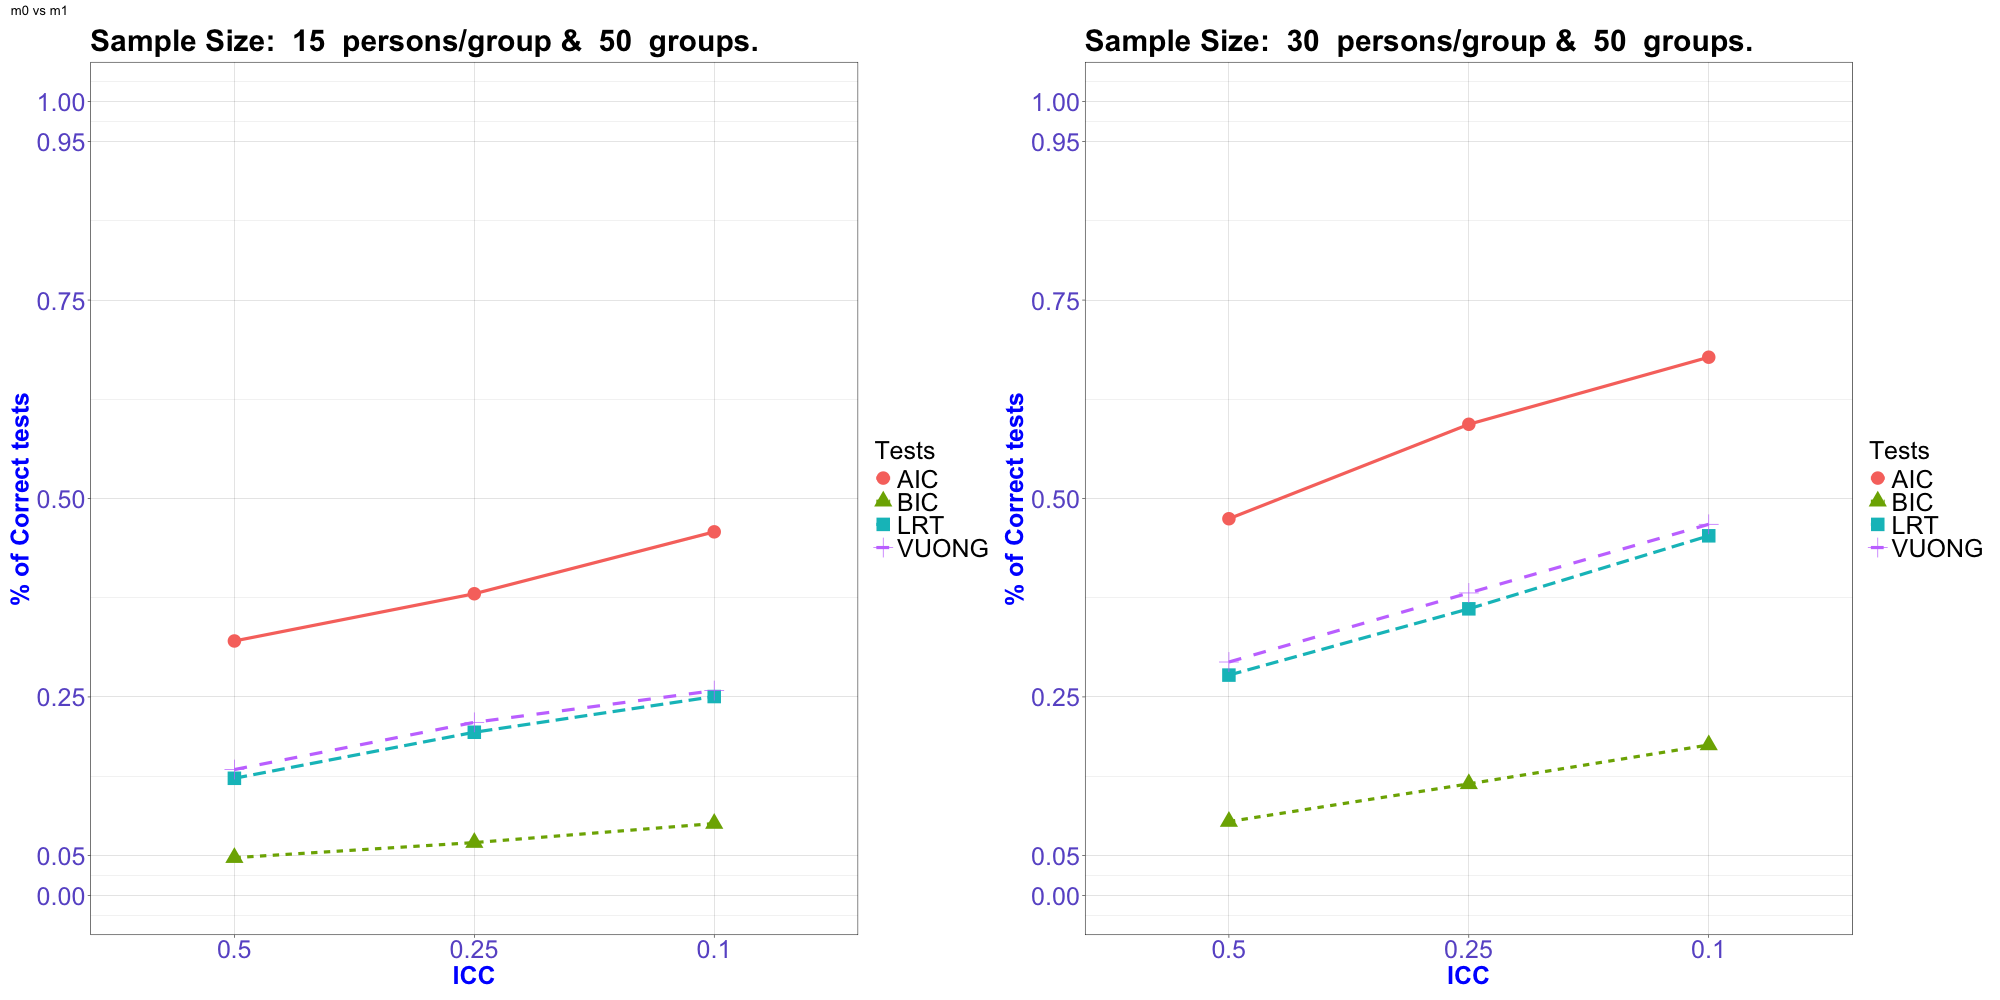 m0 vs m1
Sample Size:  15  persons/group &  50  groups.
1.00
0.95
0.75
0.50
0.25
0.05
0.00
% of Correct tests
0.5 0.25 0.1
ICC
Tests
AIC
BIC
LRT
VUONG
Sample Size:  30  persons/group &  50  groups.
1.00
0.95
0.75
0.50
0.25
0.05
0.00
% of Correct tests
0.5 0.25 0.1
ICC
Tests
AIC
BIC
LRT
VUONG